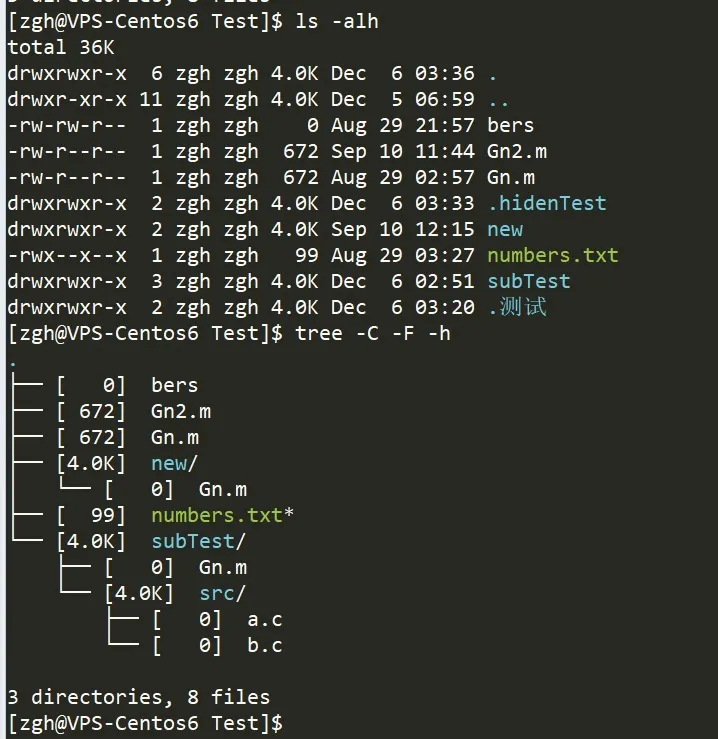 3 directories, 8 files
[zgh@VPS-Centos6 Test]$ ls -alh
total 36K
drwxrwxr-x  6 zgh zgh 4.0K Dec  6 03:36 .
drwxr-xr-x 11 zgh zgh 4.0K Dec  5 06:59 ..
-rw-rw-r--  1 zgh zgh    0 Aug 29 21:57 bers
-rw-r--r--  1 zgh zgh  672 Sep 10 11:44 Gn2.m
-rw-r--r--  1 zgh zgh  672 Aug 29 02:57 Gn.m
drwxrwxr-x  2 zgh zgh 4.0K Dec  6 03:33 .hidenTest
drwxrwxr-x  2 zgh zgh 4.0K Sep 10 12:15 new
-rwx--x--x  1 zgh zgh   99 Aug 29 03:27 numbers.txt
drwxrwxr-x  3 zgh zgh 4.0K Dec  6 02:51 subTest
drwxrwxr-x  2 zgh zgh 4.0K Dec  6 03:20 .测试
[zgh@VPS-Centos6 Test]$ tree -C -F -h
.
├── [   0]  bers
├── [ 672]  Gn2.m
├── [ 672]  Gn.m
├── [4.0K]  new/
│   └── [   0]  Gn.m
├── [  99]  numbers.txt*
└── [4.0K]  subTest/
    ├── [   0]  Gn.m
    └── [4.0K]  src/
        ├── [   0]  a.c
        └── [   0]  b.c

3 directories, 8 files
[zgh@VPS-Centos6 Test]$